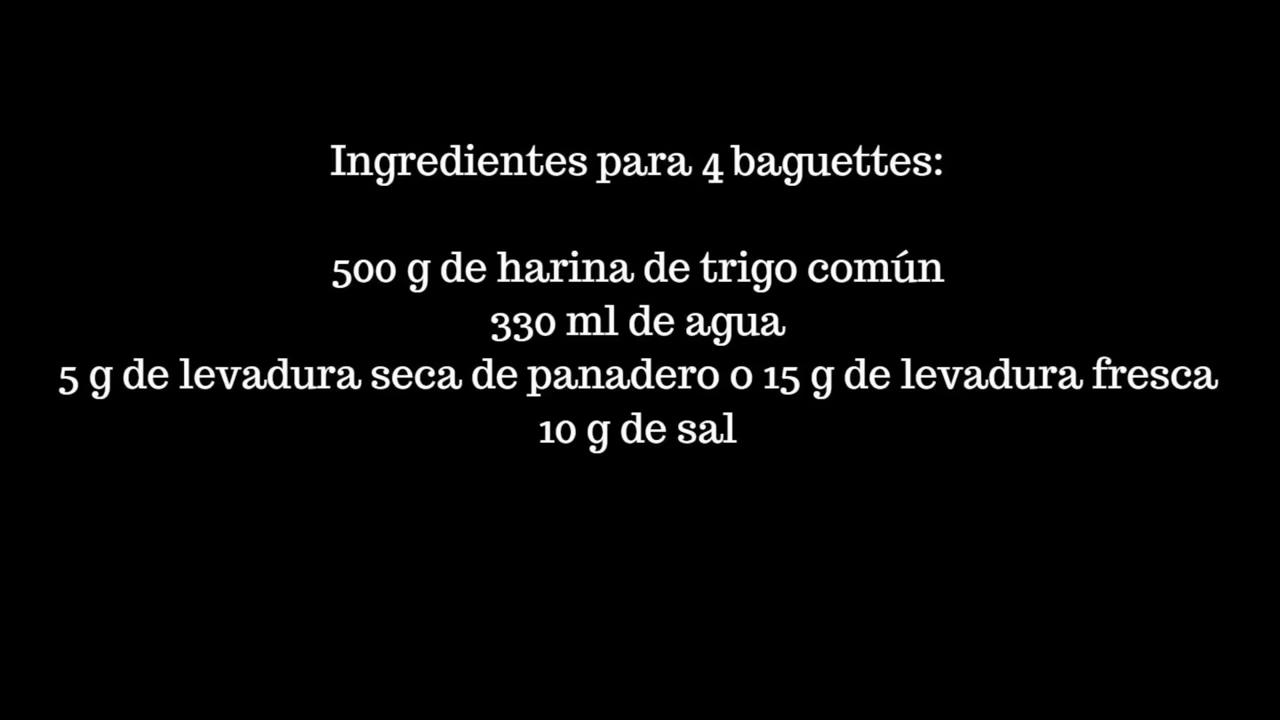 Ingredientes para 4 baguettes:
500 g de harina de trigo común
330 ml de agua
5 g de levadura seca de panadero o 15 g de levadura fresca
10 g de sal